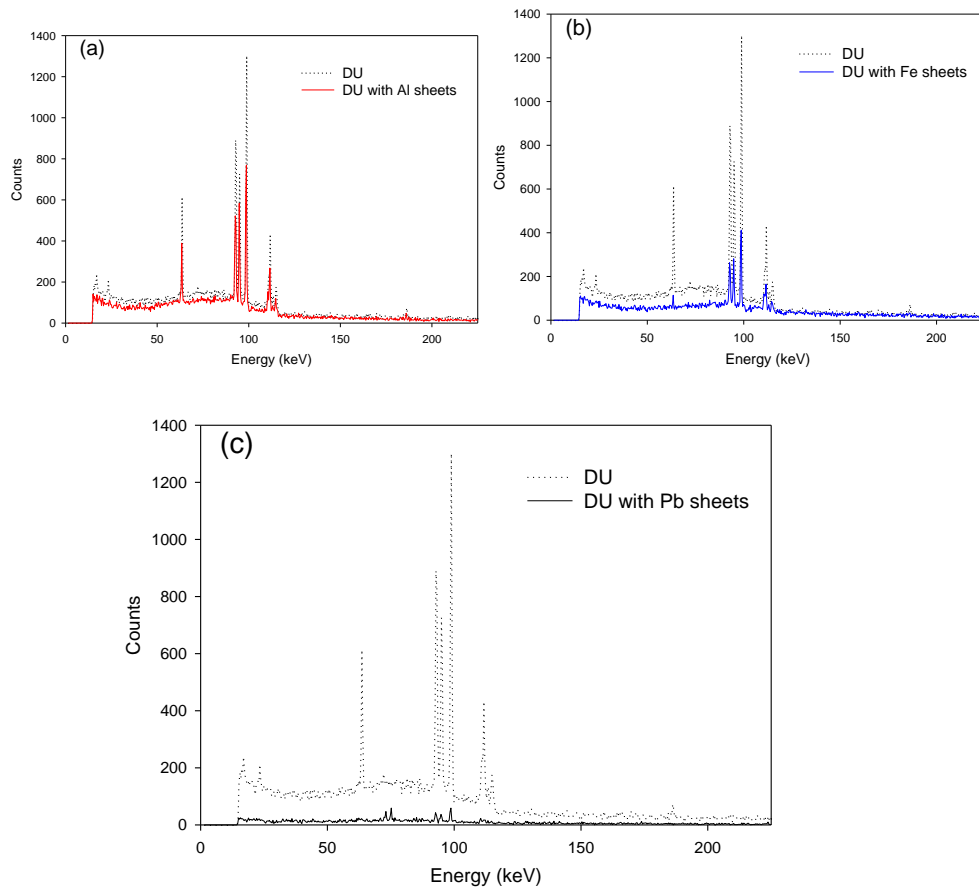 (a)
DU
DU with Al sheets
Counts
1400
1200
1000
800
600
400
200
0
0 50 100 150 200
Energy (keV)
(b)
DU
DU with Fe sheets
Counts
1400
1200
1000
800
600
400
200
0
0 50 100 150 200
Energy (keV)
(c)
DU
DU with Pb sheets
Counts
1400
1200
1000
800
600
400
200
0
0 50 100 150 200
Energy (keV)